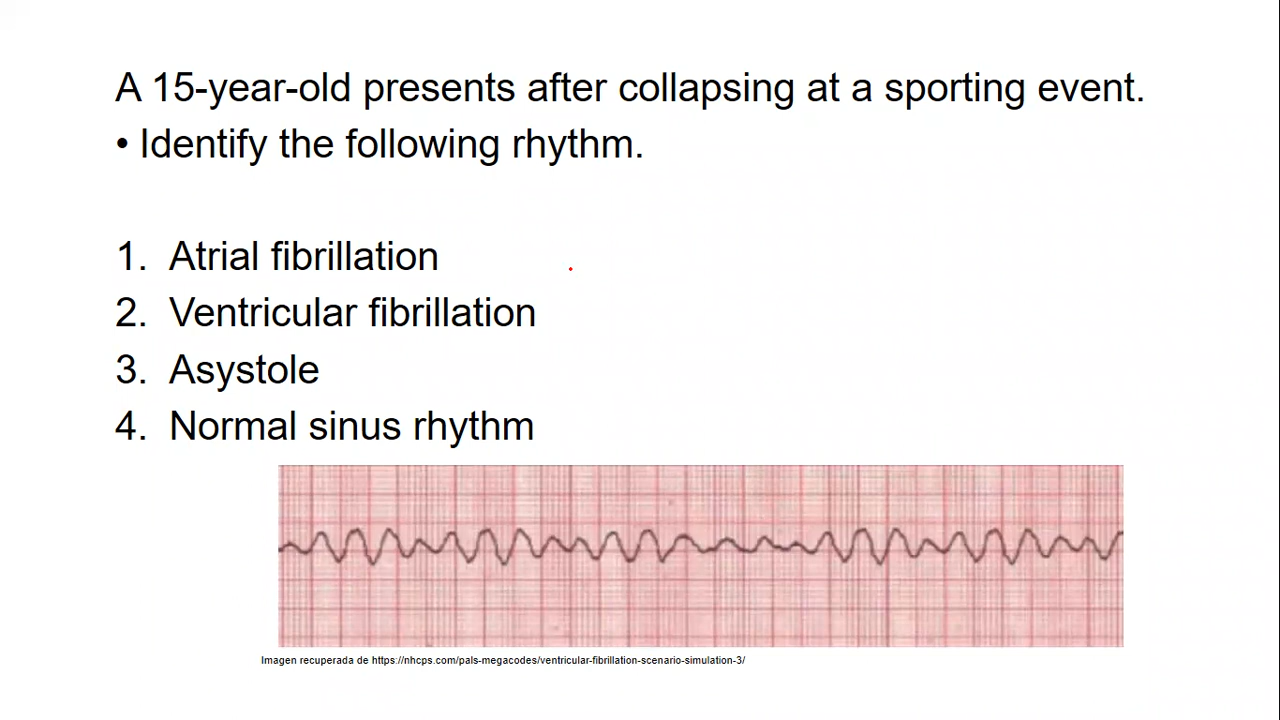 A 15-year-old presents after collapsing at a sporting event.
• Identify the following rhythm.
1. Atrial fibrillation
2. Ventricular fibrillation
3. Asystole
4. Normal sinus rhythm
Imagen recuperada de https://nhcps.com/pals-megacodes/ventricular-fibrillation-scenario-simulation-3/